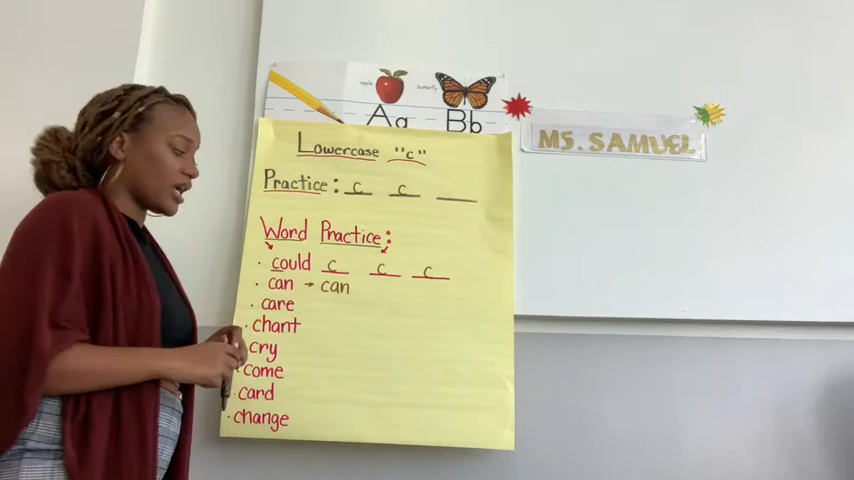 apple butterfly
Aa Bb
MS. SAMUEL
Lowercase "c"
Practice: c c
Word Practice:
· could c c c
· can → can
· care
· chant
· cry
· come
· card
· change